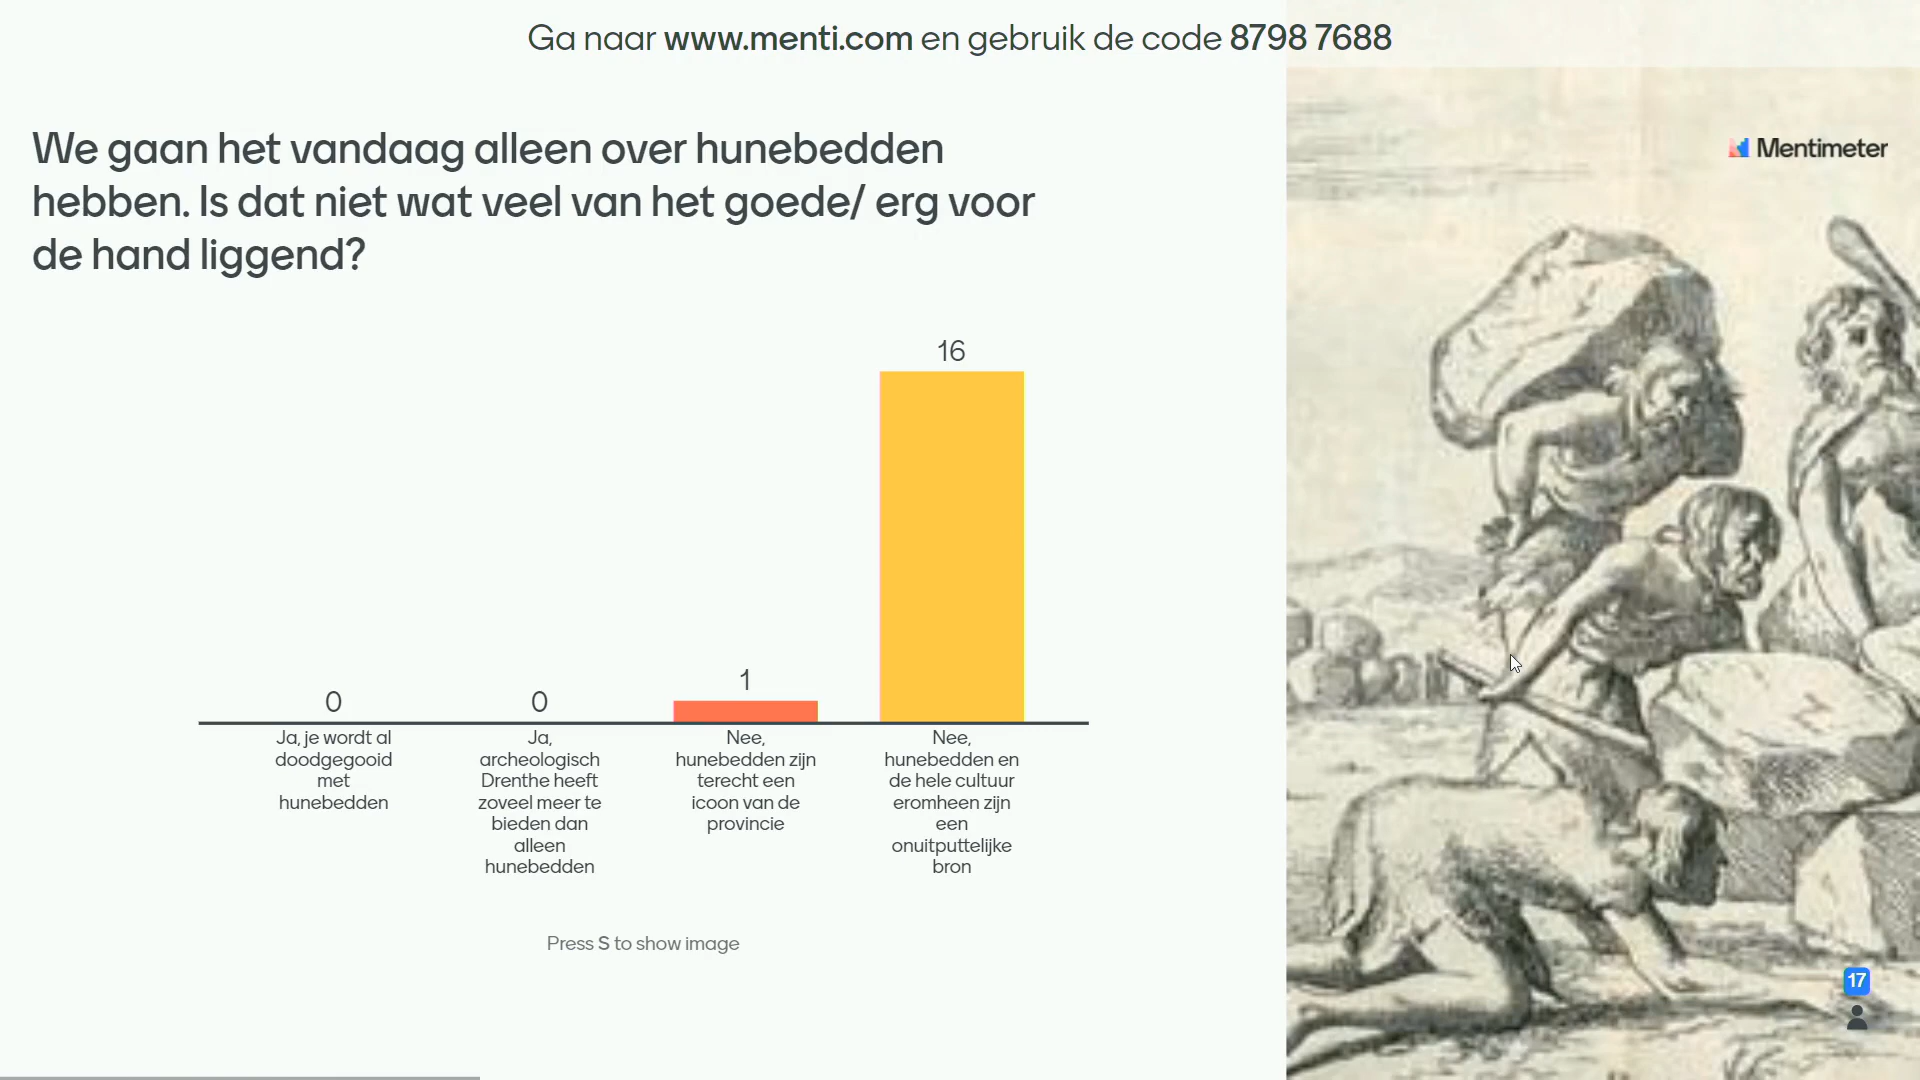 Ga naar www.menti.com en gebruik de code 8798 7688
Mentimeter
We gaan het vandaag alleen over hunebedden
hebben. Is dat niet wat veel van het goede/ erg voor
de hand liggend?
0
Ja, je wordt al
doodgegooid
met
hunebedden
0
Ja,
archeologisch
Drenthe heeft
zoveel meer te
bieden dan
alleen
hunebedden
1
Nee,
hunebedden zijn
terecht een
icoon van de
provincie
16
Nee,
hunebedden en
de hele cultuur
eromheen zijn
een
onuitputtelijke
bron
Press S to show image
17